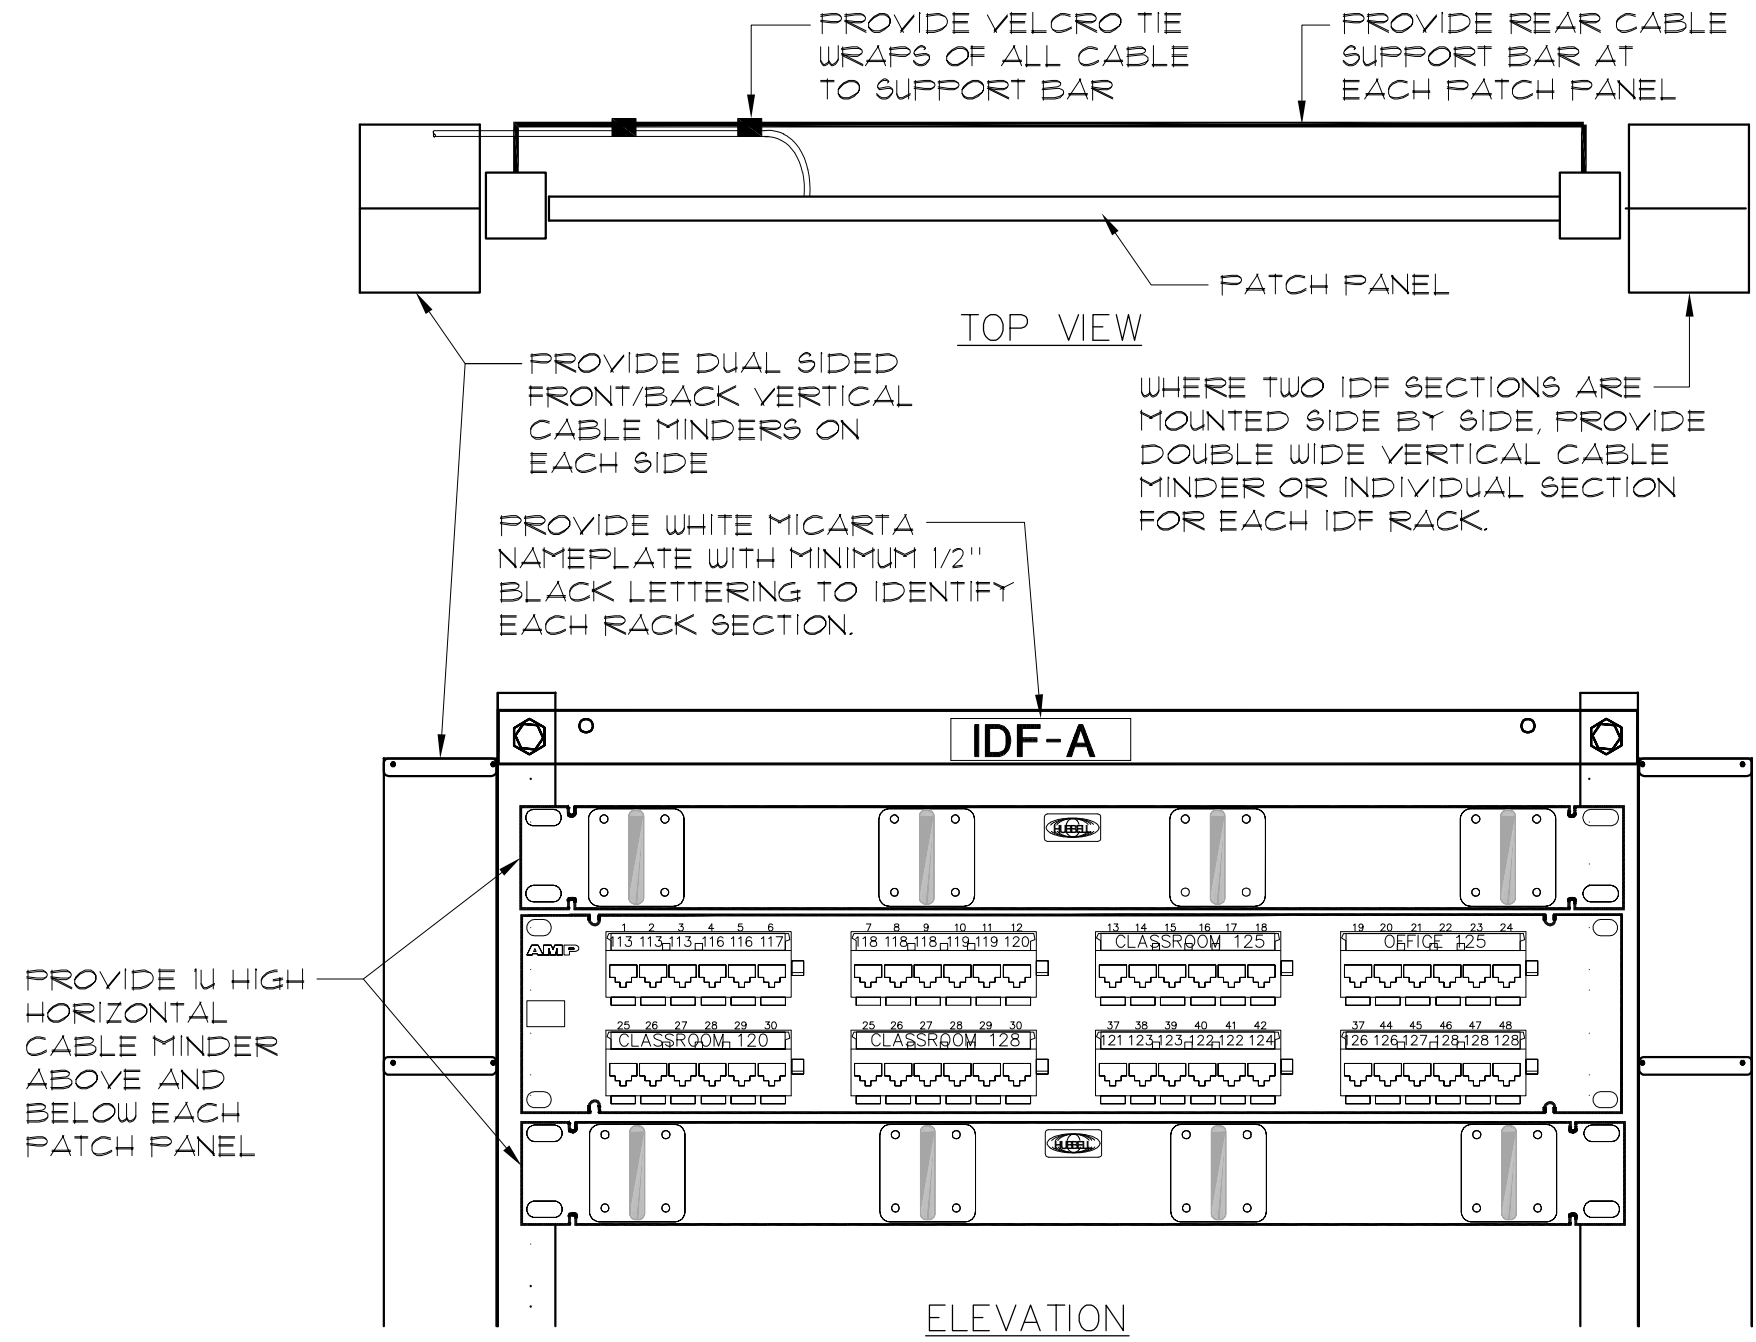 PROVIDE VELCRO TIE
WRAPS OF ALL CABLE
TO SUPPORT BAR
PROVIDE REAR CABLE
SUPPORT BAR AT
EACH PATCH PANEL
PATCH PANEL
TOP VIEW
PROVIDE DUAL SIDED
FRONT/BACK VERTICAL
CABLE MINDERS ON
EACH SIDE
WHERE TWO IDF SECTIONS ARE
MOUNTED SIDE BY SIDE, PROVIDE
DOUBLE WIDE VERTICAL CABLE
MINDER OR INDIVIDUAL SECTION
FOR EACH IDF RACK.
PROVIDE WHITE MICARTA
NAMEPLATE WITH MINIMUM 1/2"
BLACK LETTERING TO IDENTIFY
EACH RACK SECTION.
IDF-A
HUBBELL
PROVIDE 1U HIGH
HORIZONTAL
CABLE MINDER
ABOVE AND
BELOW EACH
PATCH PANEL
AMP
1 2 3 4 5 6
113 113 113 116 116 117
7 8 9 10 11 12
118 118 118 119 119 120
13 14 15 16 17 18
CLASSROOM 125
19 20 21 22 23 24
OFFICE 125
25 26 27 28 29 30
CLASSROOM 120
25 26 27 28 29 30
CLASSROOM 128
37 38 39 40 41 42
121 123 123 122 122 124
37 44 45 46 47 48
126 126 127 128 128 128
HUBBELL
ELEVATION